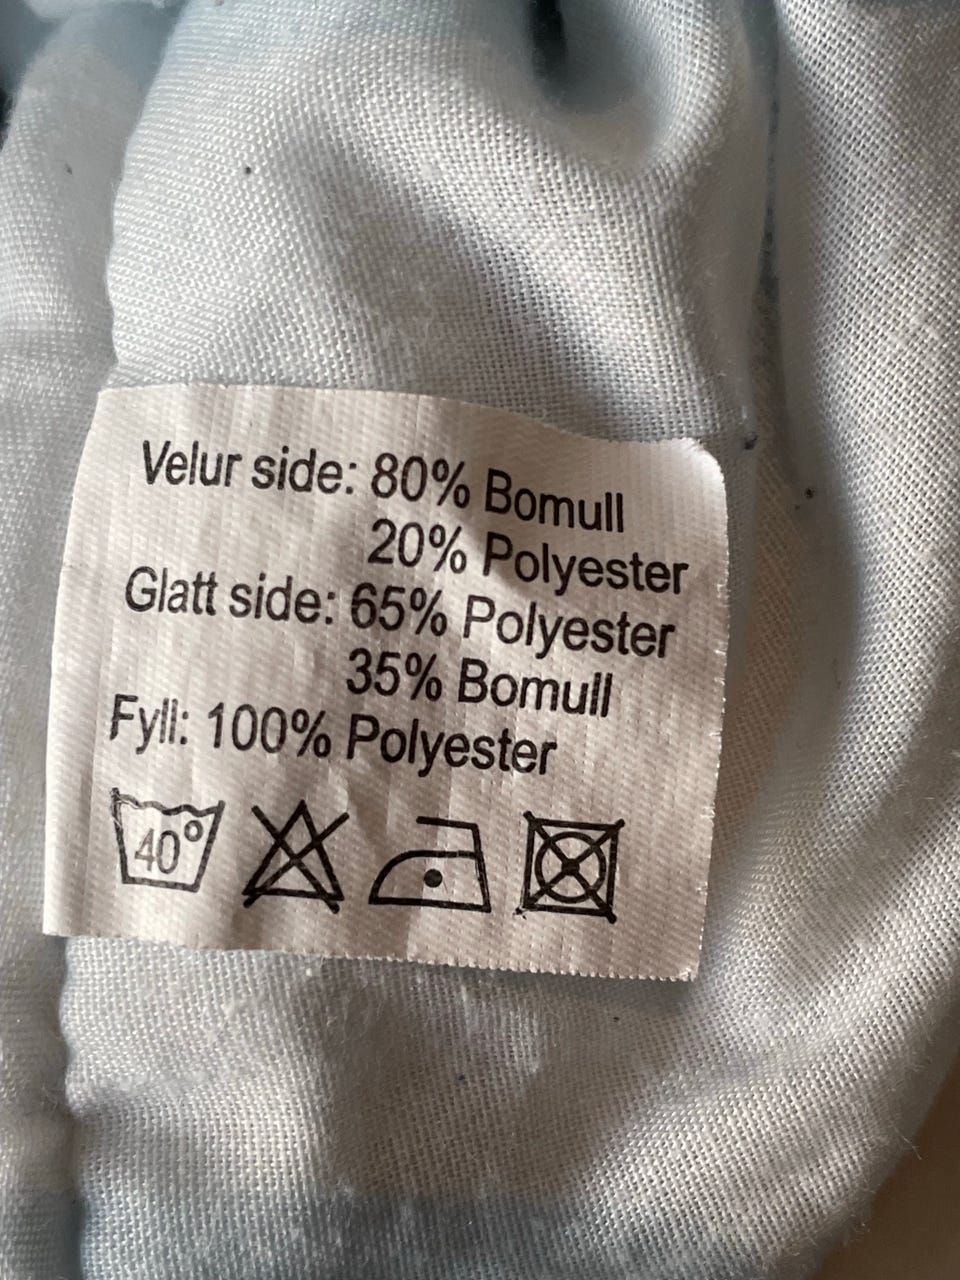 Velur side: 80% Bomull
20% Polyester
Glatt side: 65% Polyester
35% Bomull
Fyll: 100% Polyester
40°